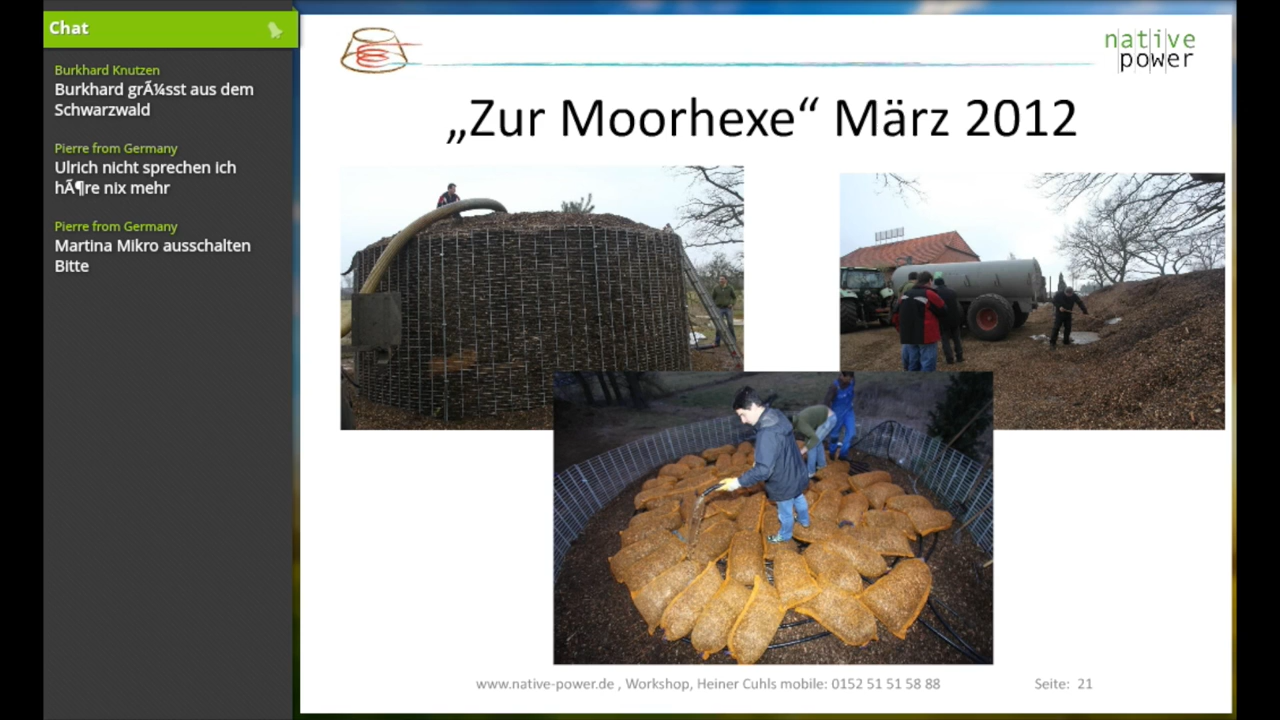 Chat
Burkhard Knutzen
Burkhard grÃ¼sst aus dem
Schwarzwald
Pierre from Germany
Ulrich nicht sprechen ich
hÃ¶re nix mehr
Pierre from Germany
Martina Mikro ausschalten
Bitte
native
power
„Zur Moorhexe“ März 2012
www.native-power.de , Workshop, Heiner Cuhls mobile: 0152 51 51 58 88
Seite: 21